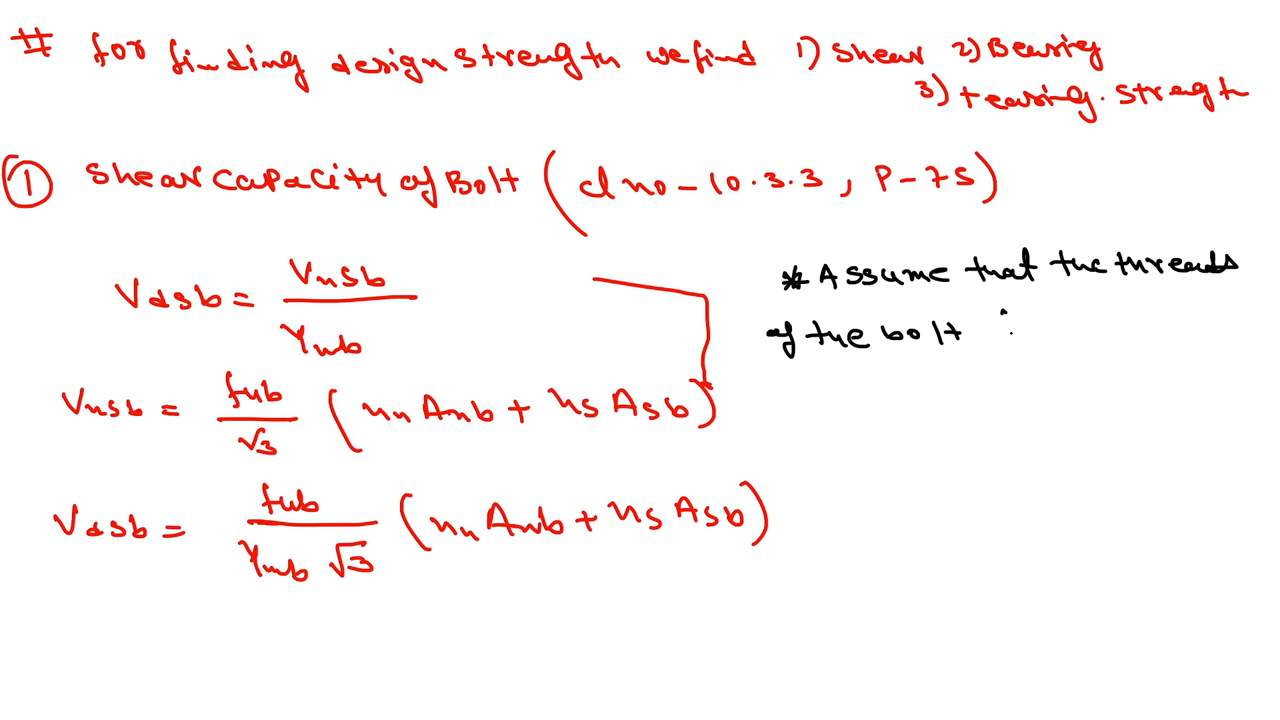 # for finding design strength we find 1) Shear 2) Bearig
3) tearing. strength
① Shear capacity of Bolt (cl no - 10.3.3, P-75)
Vdsb = Vnsb / γmb
* Assume that the threads
of the bolt
Vnsb = fub / √3 (nn Anb + ns Asb)
Vdsb = fub / γmb √3 (nn Anb + ns Asb)